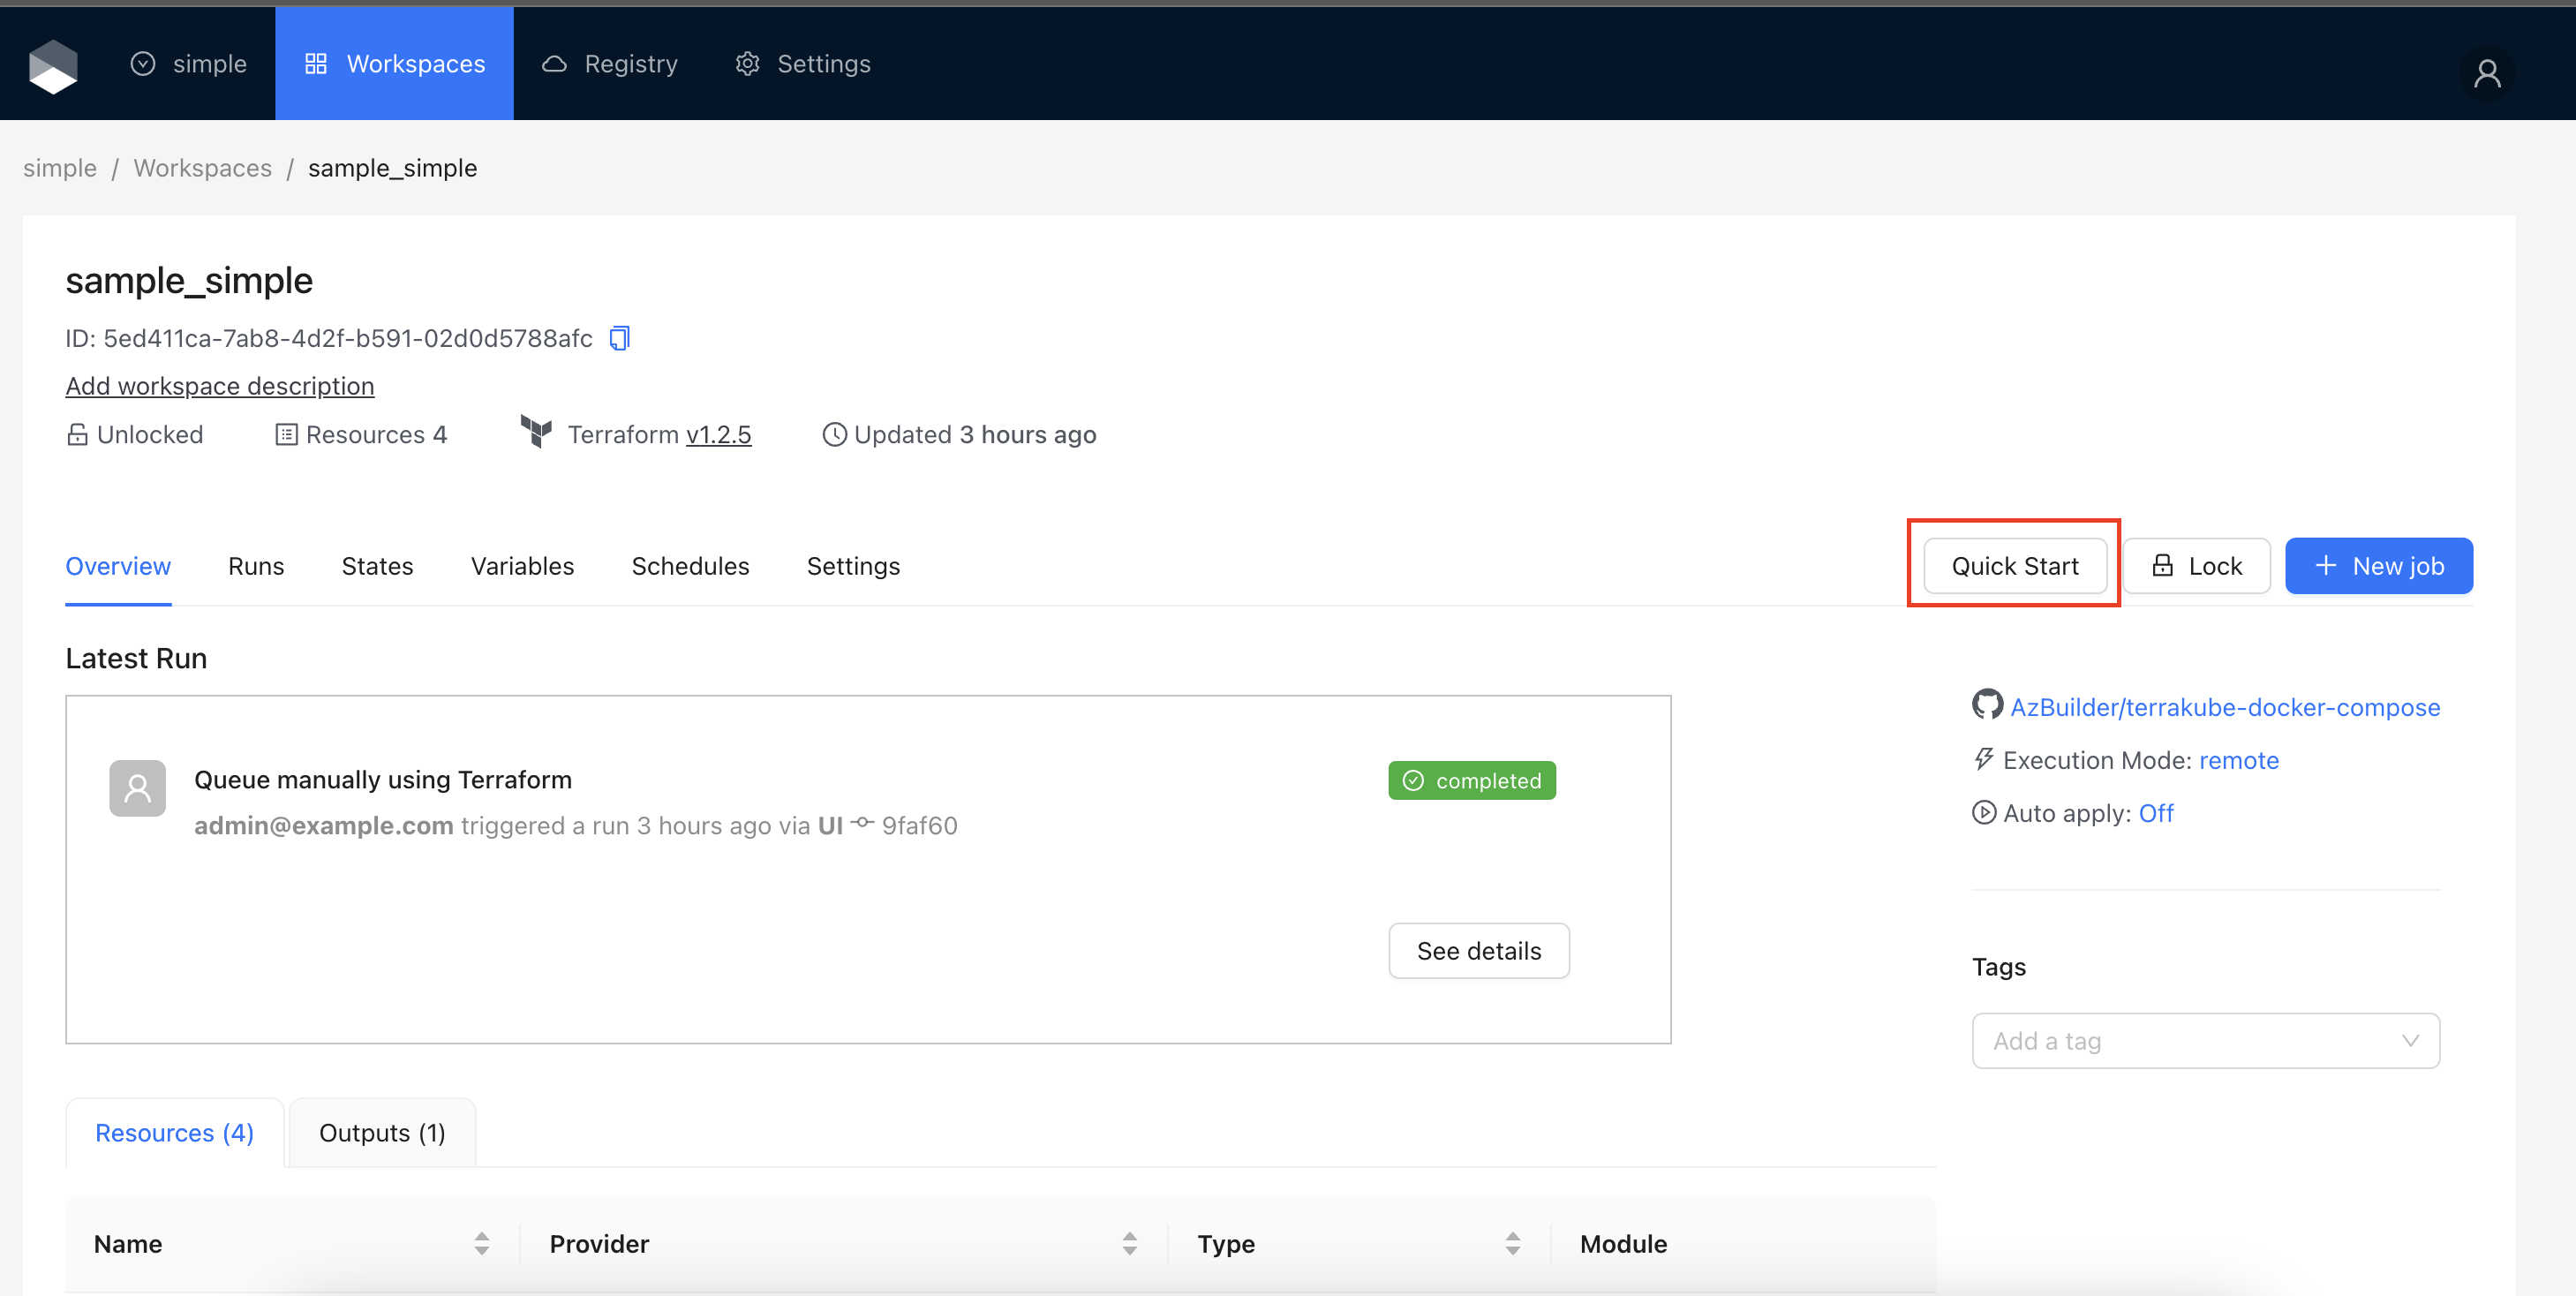 simple Workspaces Registry Settings
simple / Workspaces / sample_simple
sample_simple
ID: 5ed411ca-7ab8-4d2f-b591-02d0d5788afc
Add workspace description
Unlocked Resources 4 Terraform v1.2.5 Updated 3 hours ago
Overview Runs States Variables Schedules Settings Quick Start Lock + New job
Latest Run
Queue manually using Terraform completed
admin@example.com triggered a run 3 hours ago via UI 9faf60
See details
AzBuilder/terrakube-docker-compose
Execution Mode: remote
Auto apply: Off
Tags
Add a tag
Resources (4) Outputs (1)
Name Provider Type Module